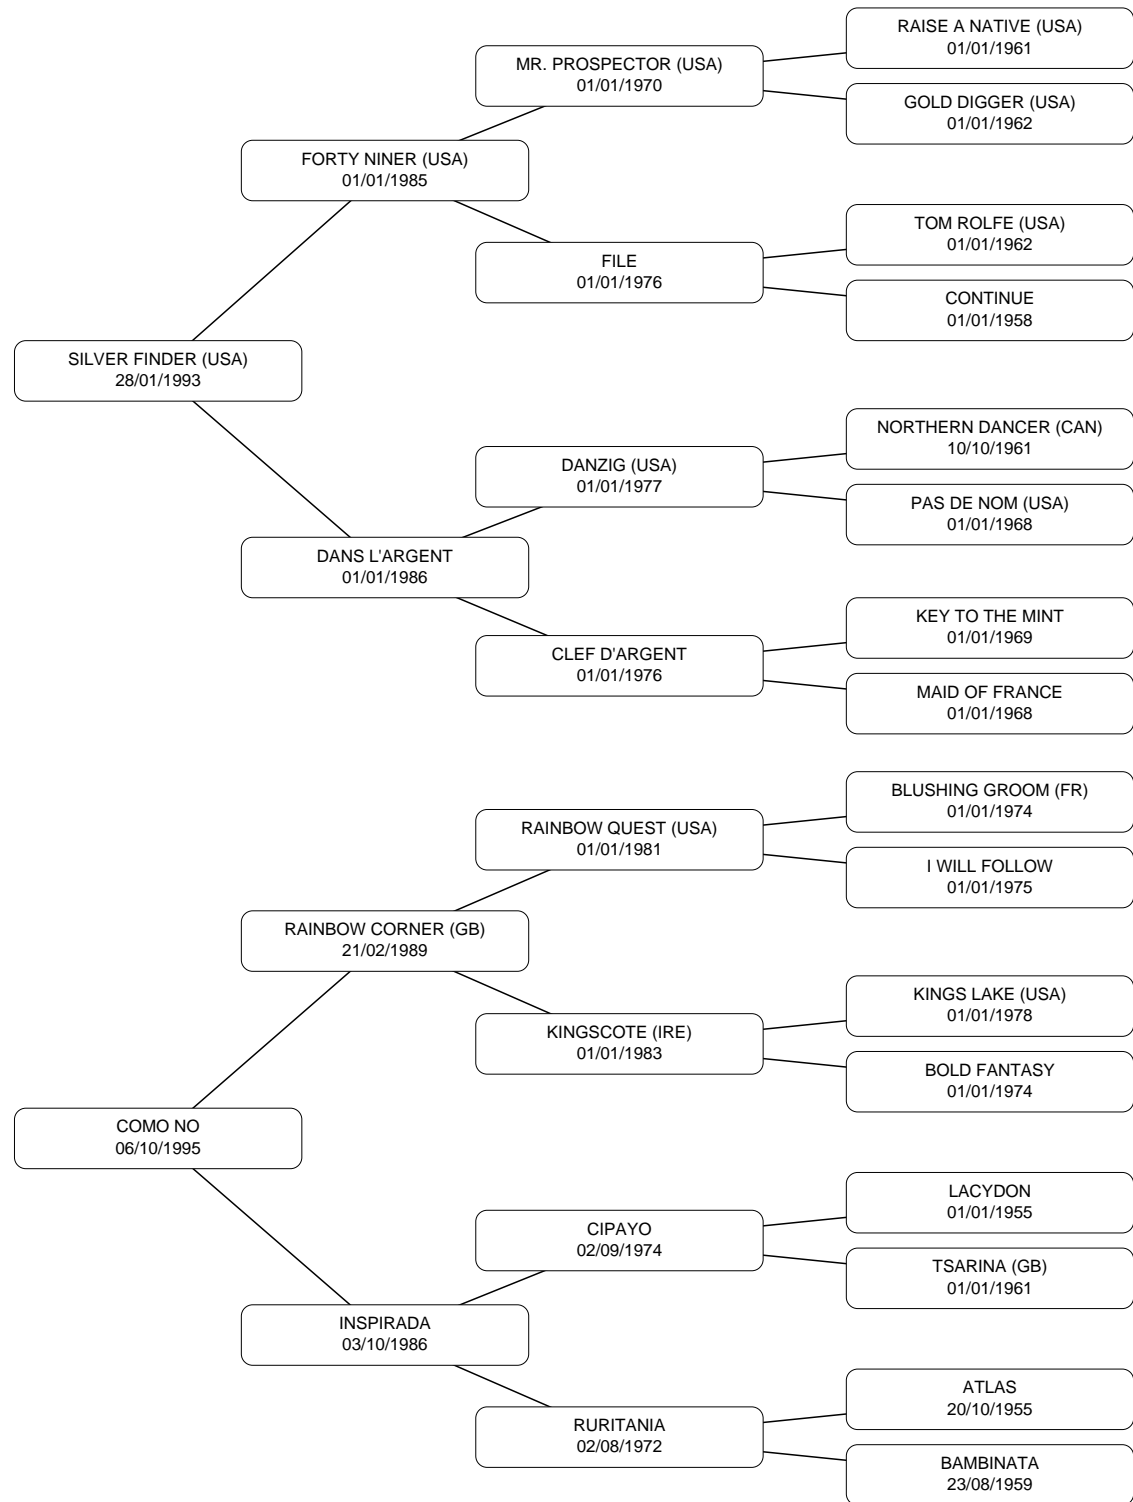 RAISE A NATIVE (USA)
01/01/1961
MR. PROSPECTOR (USA)
01/01/1970
GOLD DIGGER (USA)
01/01/1962
FORTY NINER (USA)
01/01/1985
TOM ROLFE (USA)
01/01/1962
FILE
01/01/1976
CONTINUE
01/01/1958
SILVER FINDER (USA)
28/01/1993
NORTHERN DANCER (CAN)
10/10/1961
DANZIG (USA)
01/01/1977
PAS DE NOM (USA)
01/01/1968
DANS L'ARGENT
01/01/1986
KEY TO THE MINT
01/01/1969
CLEF D'ARGENT
01/01/1976
MAID OF FRANCE
01/01/1968
BLUSHING GROOM (FR)
01/01/1974
RAINBOW QUEST (USA)
01/01/1981
I WILL FOLLOW
01/01/1975
RAINBOW CORNER (GB)
21/02/1989
KINGS LAKE (USA)
01/01/1978
KINGSCOTE (IRE)
01/01/1983
BOLD FANTASY
01/01/1974
COMO NO
06/10/1995
LACYDON
01/01/1955
CIPAYO
02/09/1974
TSARINA (GB)
01/01/1961
INSPIRADA
03/10/1986
ATLAS
20/10/1955
RURITANIA
02/08/1972
BAMBINATA
23/08/1959